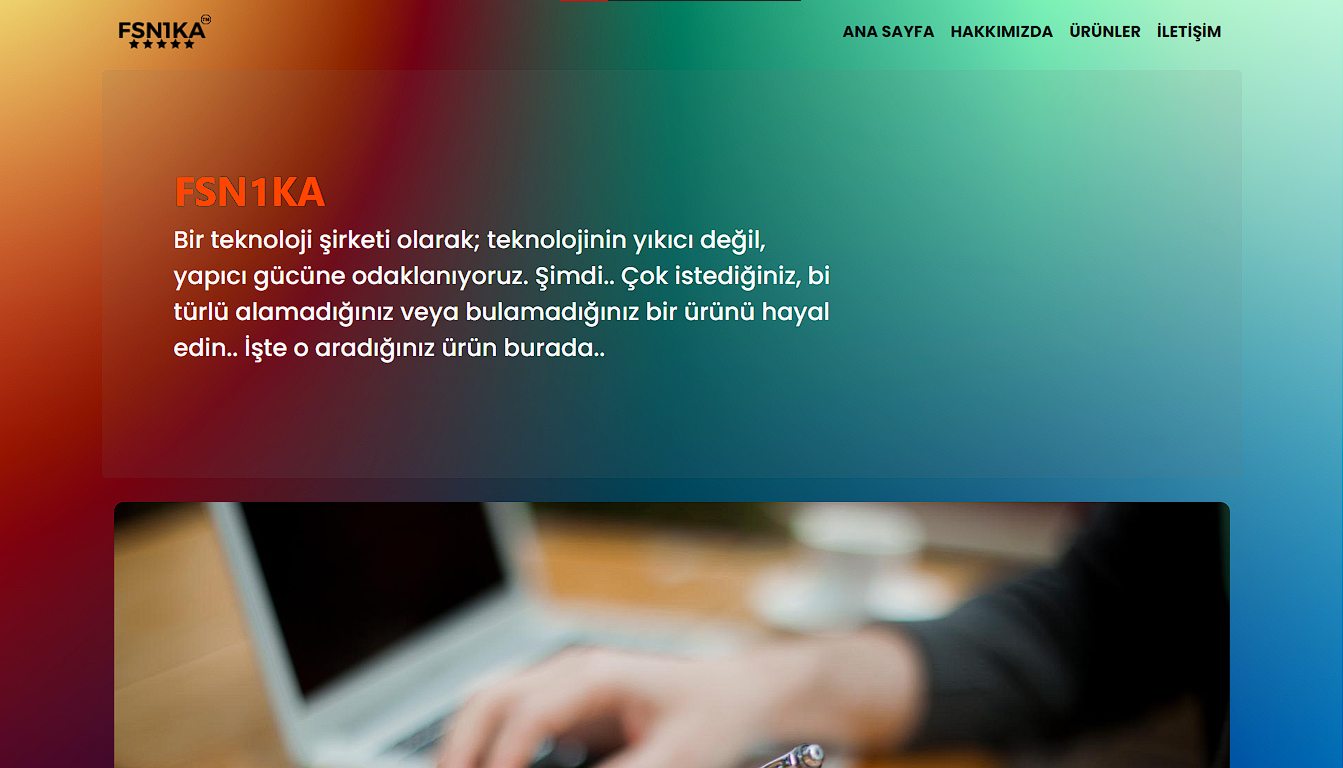 FSN1KA TM
ANA SAYFA HAKKIMIZDA ÜRÜNLER İLETİŞİM
FSN1KA
Bir teknoloji şirketi olarak; teknolojinin yıkıcı değil,
yapıcı gücüne odaklanıyoruz. Şimdi.. Çok istediğiniz, bi
türlü alamadığınız veya bulamadığınız bir ürünü hayal
edin.. İşte o aradığınız ürün burada..